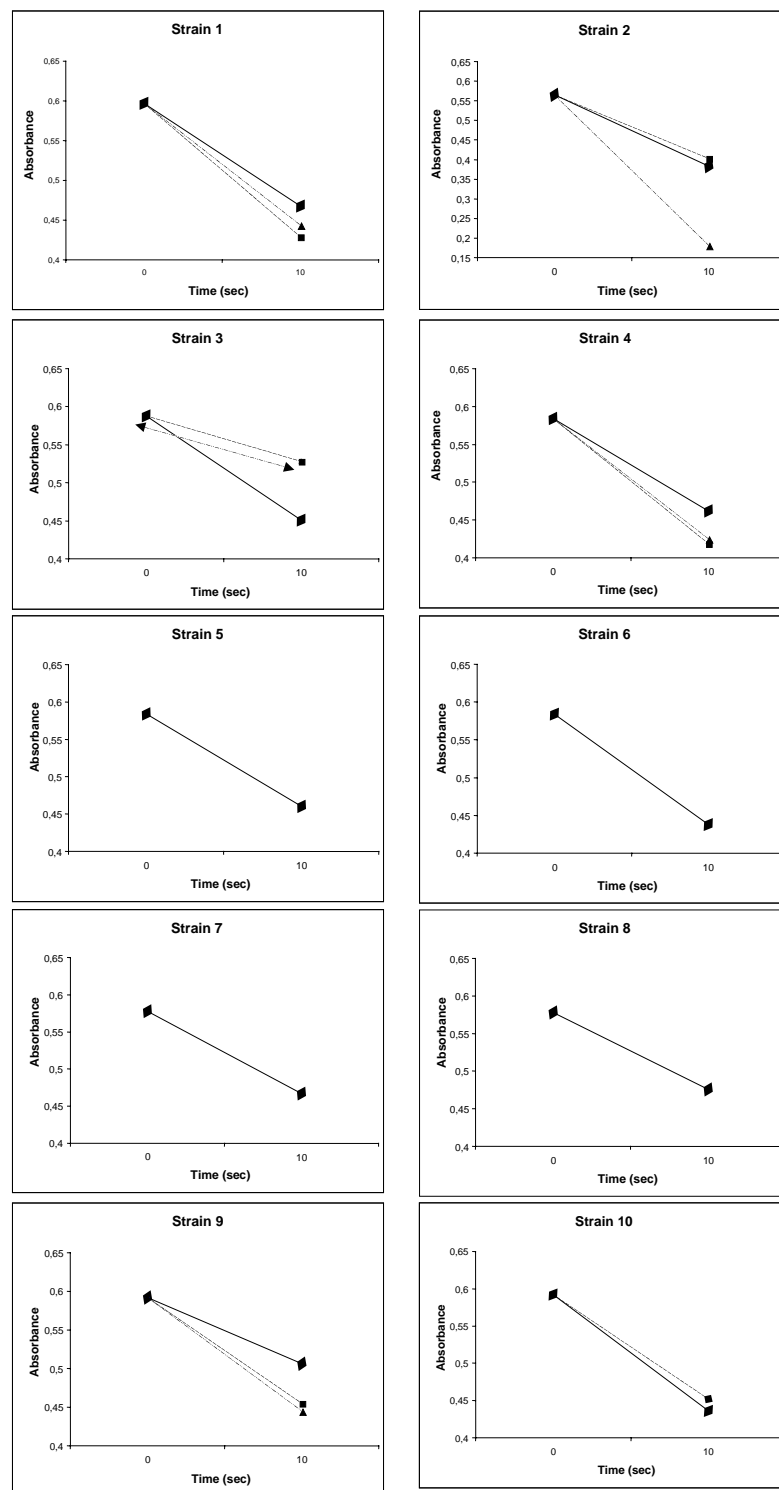 Strain 1
0,65
0,6
0,55
0,5
0,45
0,4
Absorbance
0
10
Time (sec)
Strain 2
0,65
0,6
0,55
0,5
0,45
0,4
0,35
0,3
0,25
0,2
0,15
Absorbance
0
10
Time (sec)
Strain 3
0,65
0,6
0,55
0,5
0,45
0,4
Absorbance
0
10
Time (sec)
Strain 4
0,65
0,6
0,55
0,5
0,45
0,4
Absorbance
0
10
Time (sec)
Strain 5
0,65
0,6
0,55
0,5
0,45
0,4
Absorbance
0
10
Time (sec)
Strain 6
0,65
0,6
0,55
0,5
0,45
0,4
Absorbance
0
10
Time (sec)
Strain 7
0,65
0,6
0,55
0,5
0,45
0,4
Absorbance
0
10
Time (sec)
Strain 8
0,65
0,6
0,55
0,5
0,45
0,4
Absorbance
0
10
Time (sec)
Strain 9
0,65
0,6
0,55
0,5
0,45
0,4
Absorbance
0
10
Time (sec)
Strain 10
0,65
0,6
0,55
0,5
0,45
0,4
Absorbance
0
10
Time (sec)